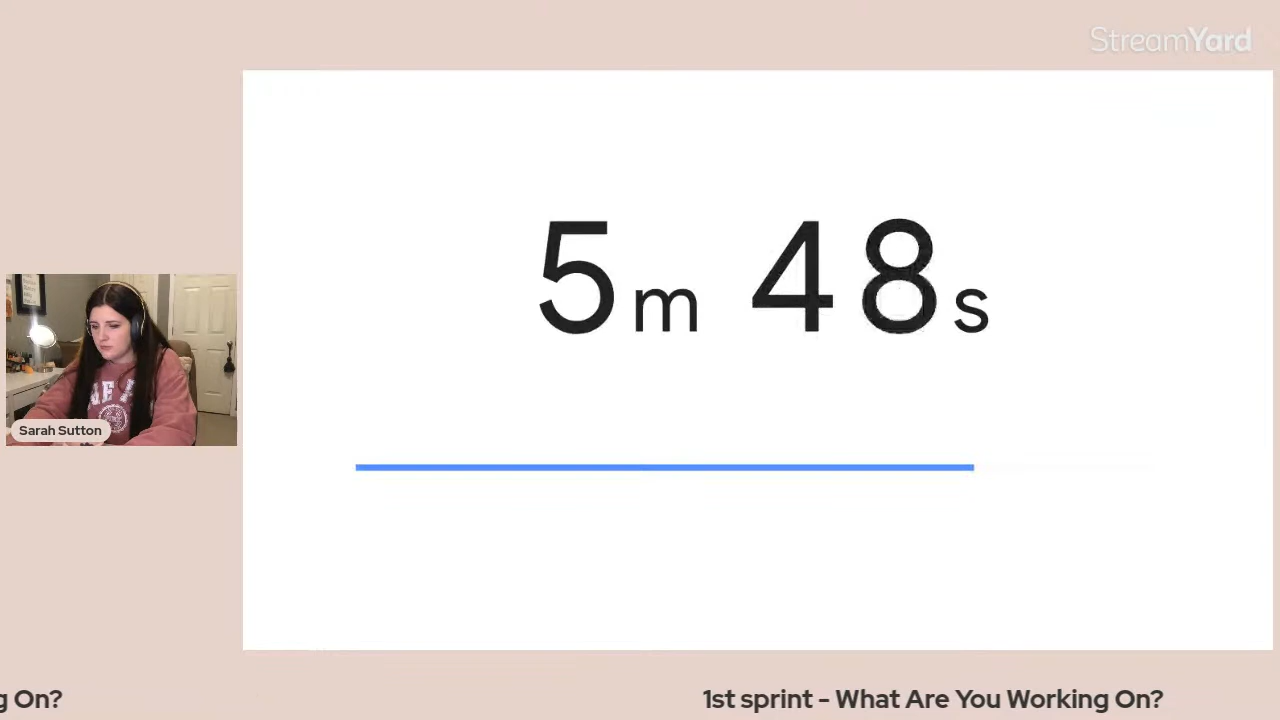 StreamYard
5m 48s
Sarah Sutton
g On?
1st sprint - What Are You Working On?